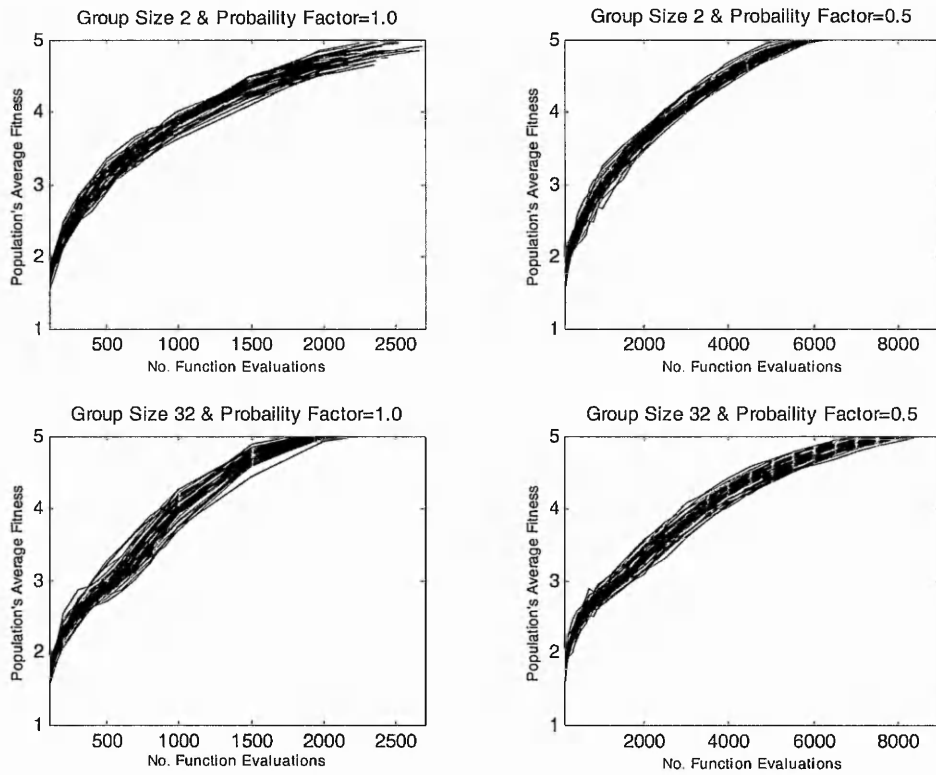 Group Size 2 & Probaility Factor=1.0
Population's Average Fitness
5
4
3
2
1
500 1000 1500 2000 2500
No. Function Evaluations
Group Size 2 & Probaility Factor=0.5
Population's Average Fitness
5
4
3
2
1
2000 4000 6000 8000
No. Function Evaluations
Group Size 32 & Probaility Factor=1.0
Population's Average Fitness
5
4
3
2
1
500 1000 1500 2000 2500
No. Function Evaluations
Group Size 32 & Probaility Factor=0.5
Population's Average Fitness
5
4
3
2
1
2000 4000 6000 8000
No. Function Evaluations